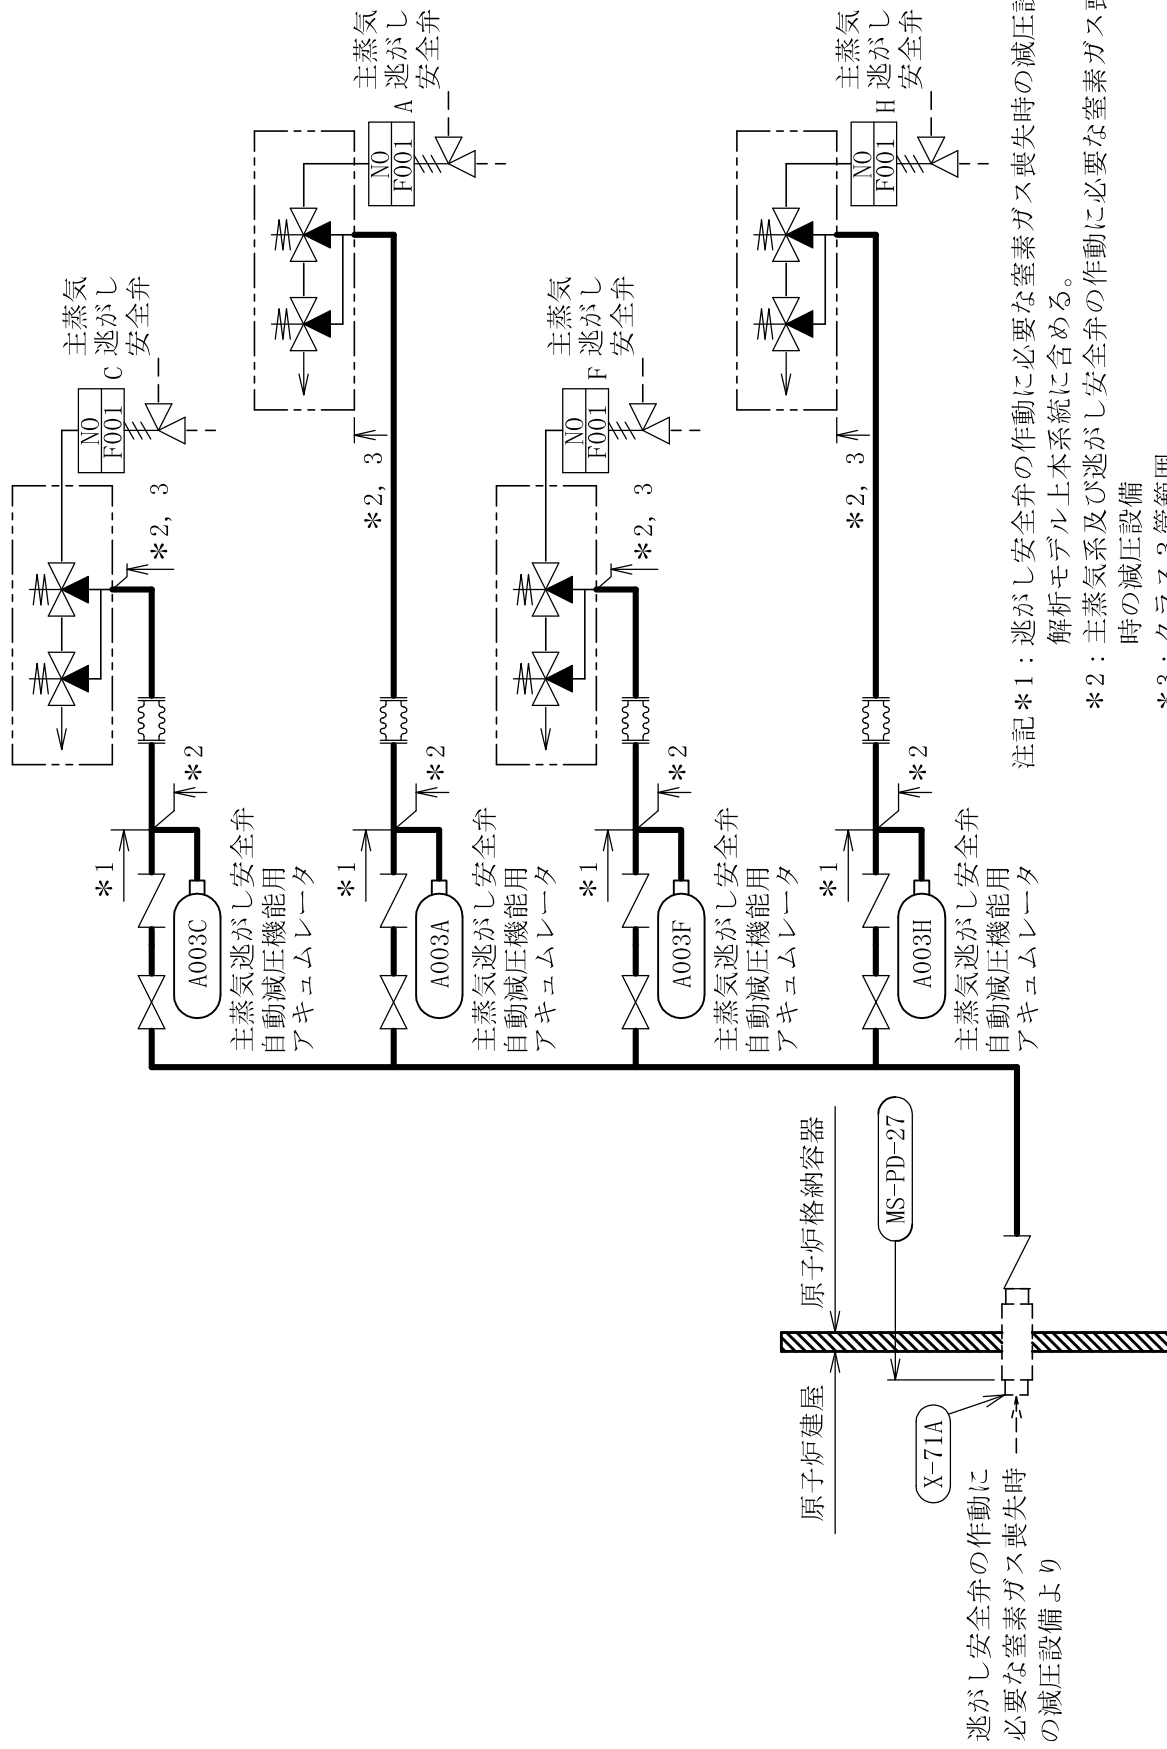 主蒸気
逃がし
安全弁
NO
F001
C
*2, 3
*1
*2
A003C
主蒸気逃がし安全弁
自動減圧機能用
アキュムレータ
主蒸気
逃がし
安全弁
NO
F001
A
*2, 3
*1
*2
A003A
主蒸気逃がし安全弁
自動減圧機能用
アキュムレータ
主蒸気
逃がし
安全弁
NO
F001
F
*2, 3
*1
*2
A003F
主蒸気逃がし安全弁
自動減圧機能用
アキュムレータ
主蒸気
逃がし
安全弁
NO
F001
H
*2, 3
*1
*2
A003H
主蒸気逃がし安全弁
自動減圧機能用
アキュムレータ
原子炉格納容器
原子炉建屋
MS-PD-27
X-71A
逃がし安全弁の作動に
必要な窒素ガス喪失時
の減圧設備より
注記*1：逃がし安全弁の作動に必要な窒素ガス喪失時の減圧設
解析モデル上本系統に含める。
*2：主蒸気系及び逃がし安全弁の作動に必要な窒素ガス喪
時の減圧設備
*3：クラス３管範囲